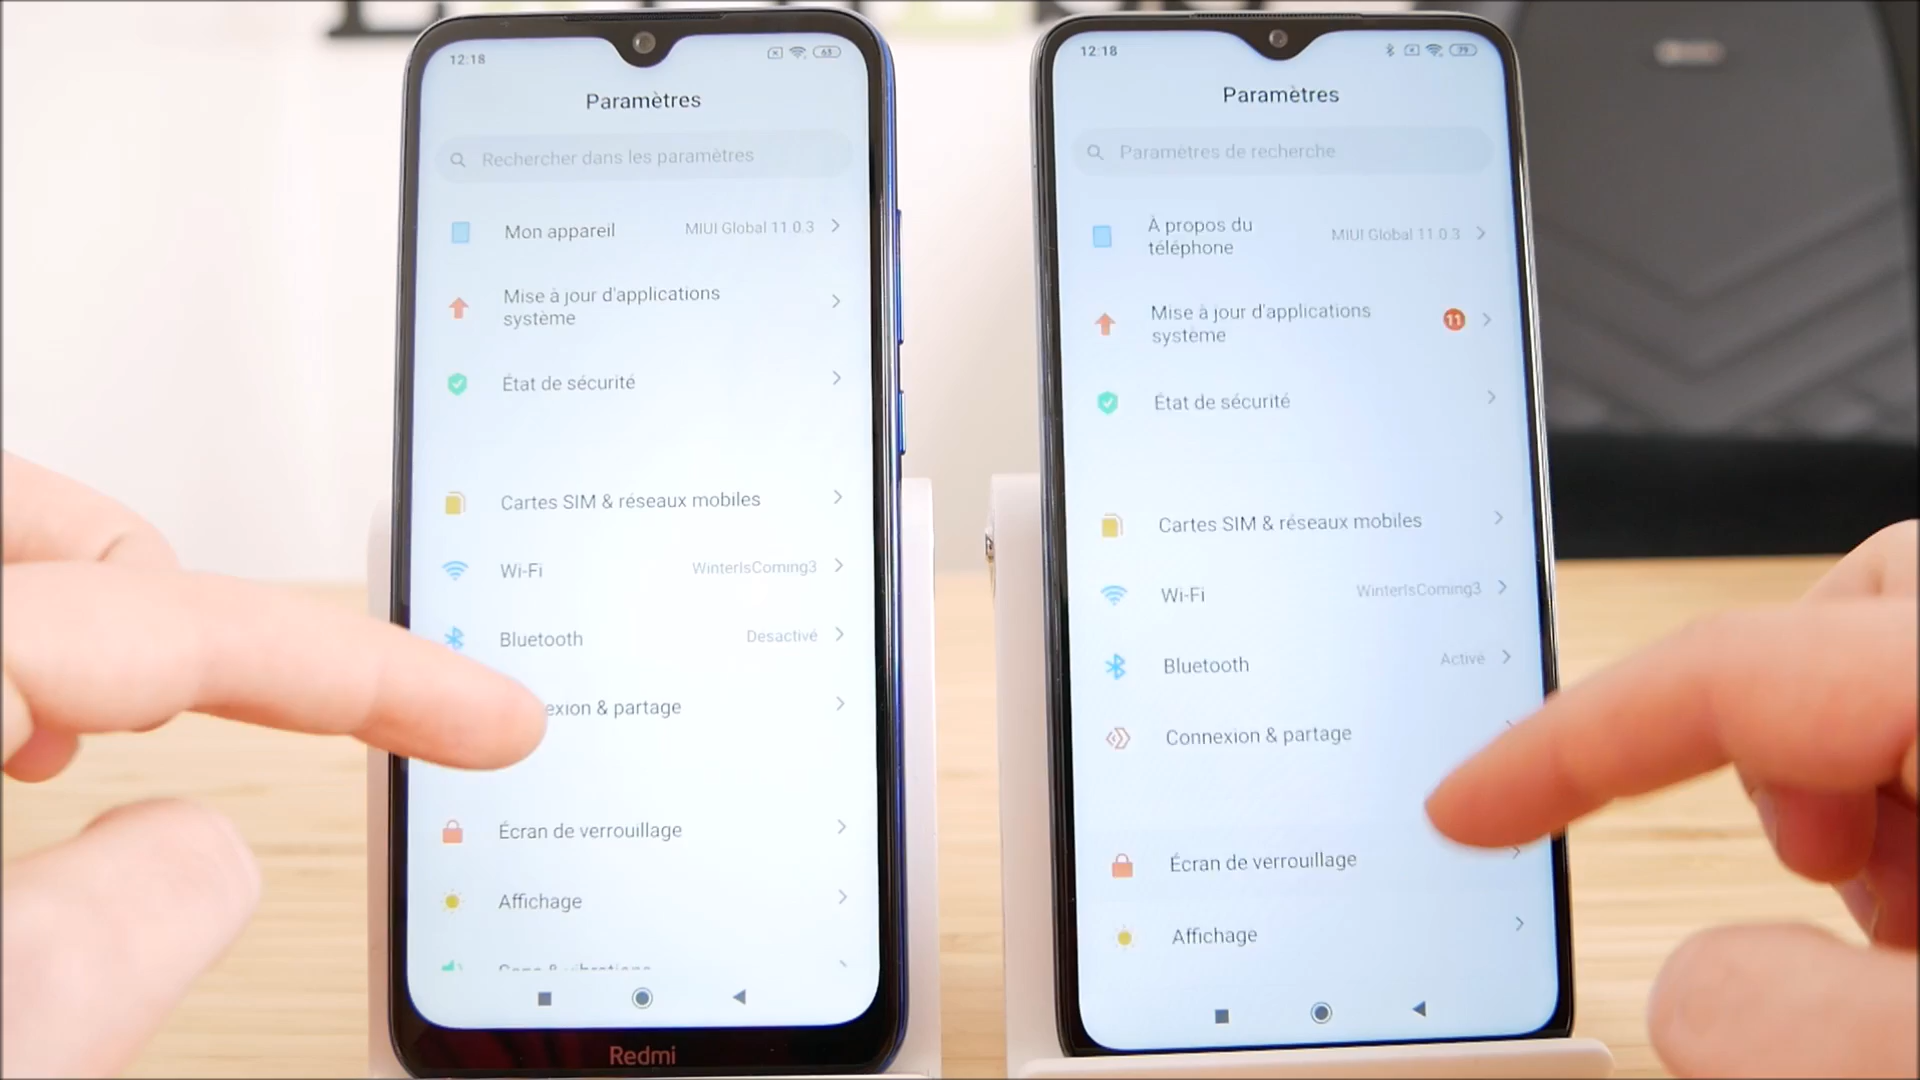 12:18
63
Paramètres
Rechercher dans les paramètres
Mon appareil
MIUI Global 11.0.3
Mise à jour d'applications
système
État de sécurité
Cartes SIM & réseaux mobiles
Wi-Fi
WinterIsComing3
Bluetooth
Desactivé
exion & partage
Écran de verrouillage
Affichage
Redmi
12:18
79
Paramètres
Paramètres de recherche
À propos du
téléphone
MIUI Global 11.0.3
Mise à jour d'applications
système
11
État de sécurité
Cartes SIM & réseaux mobiles
Wi-Fi
WinterIsComing3
Bluetooth
Activé
Connexion & partage
Écran de verrouillage
Affichage